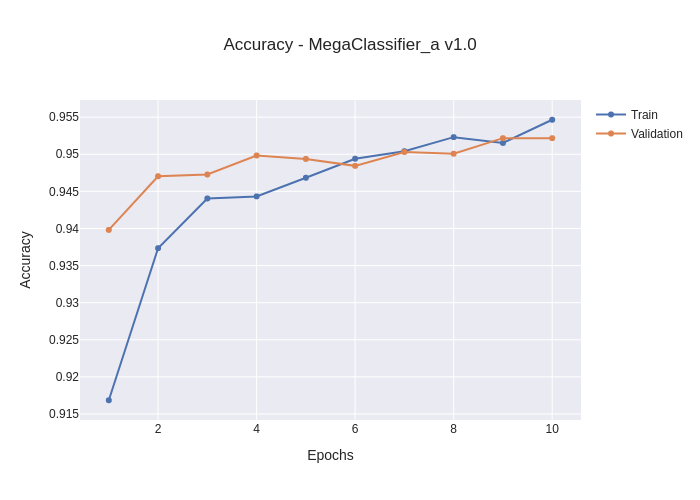 Accuracy - MegaClassifier_a v1.0
Train
Validation
0.955
0.95
0.945
0.94
0.935
0.93
0.925
0.92
0.915
Accuracy
2 4 6 8 10
Epochs